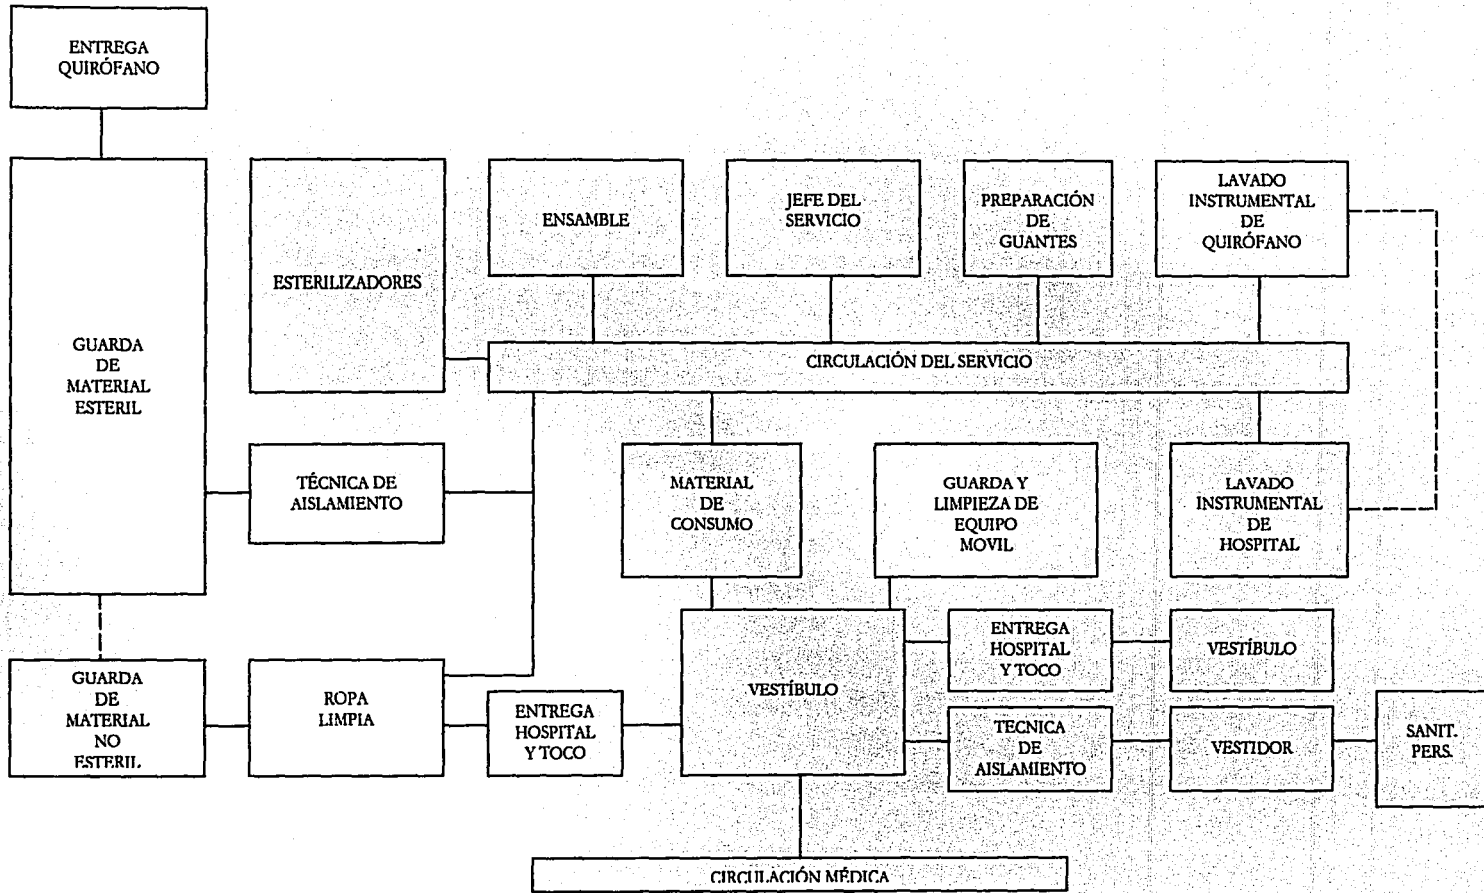 ENTREGA
QUIRÓFANO
GUARDA
DE
MATERIAL
ESTERIL
ESTERILIZADORES
ENSAMBLE
JEFE DEL
SERVICIO
PREPARACIÓN
DE
GUANTES
LAVADO
INSTRUMENTAL
DE
QUIRÓFANO
CIRCULACIÓN DEL SERVICIO
TÉCNICA DE
AISLAMIENTO
MATERIAL
DE
CONSUMO
GUARDA Y
LIMPIEZA DE
EQUIPO
MOVIL
LAVADO
INSTRUMENTAL
DE
HOSPITAL
GUARDA
DE
MATERIAL
NO
ESTERIL
ROPA
LIMPIA
ENTREGA
HOSPITAL
Y TOCO
VESTÍBULO
ENTREGA
HOSPITAL
Y TOCO
VESTÍBULO
TECNICA
DE
AISLAMIENTO
VESTIDOR
SANIT.
PERS.
CIRCULACIÓN MÉDICA